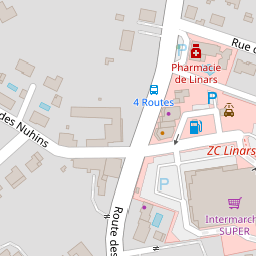 Rue d
Pharmacie
de Linars
4 Routes
P
P
des Nuhins
ZC Linars
P
Route des
Intermarch
SUPER